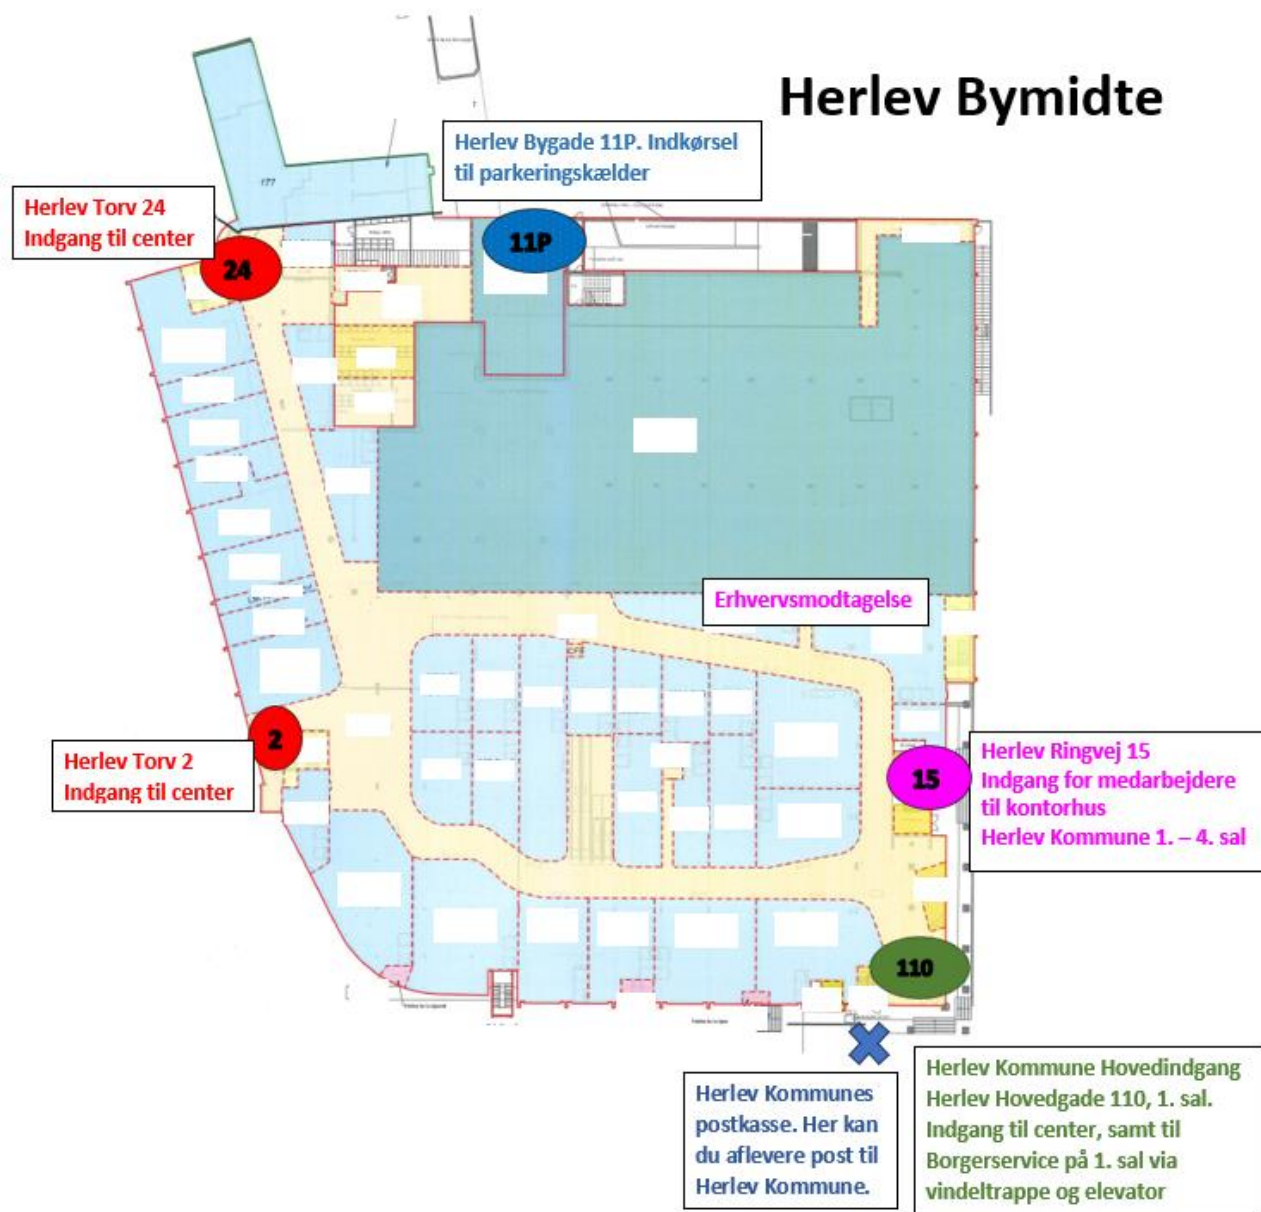 Herlev Bymidte
Herlev Bygade 11P. Indkørsel
til parkeringskælder
Herlev Torv 24
Indgang til center
24
11P
Erhvervsmodtagelse
2
Herlev Torv 2
Indgang til center
15
Herlev Ringvej 15
Indgang for medarbejdere
til kontorhus
Herlev Kommune 1. – 4. sal
110
Herlev Kommunes
postkasse. Her kan
du aflevere post til
Herlev Kommune.
Herlev Kommune Hovedindgang
Herlev Hovedgade 110, 1. sal.
Indgang til center, samt til
Borgerservice på 1. sal via
vindeltrappe og elevator